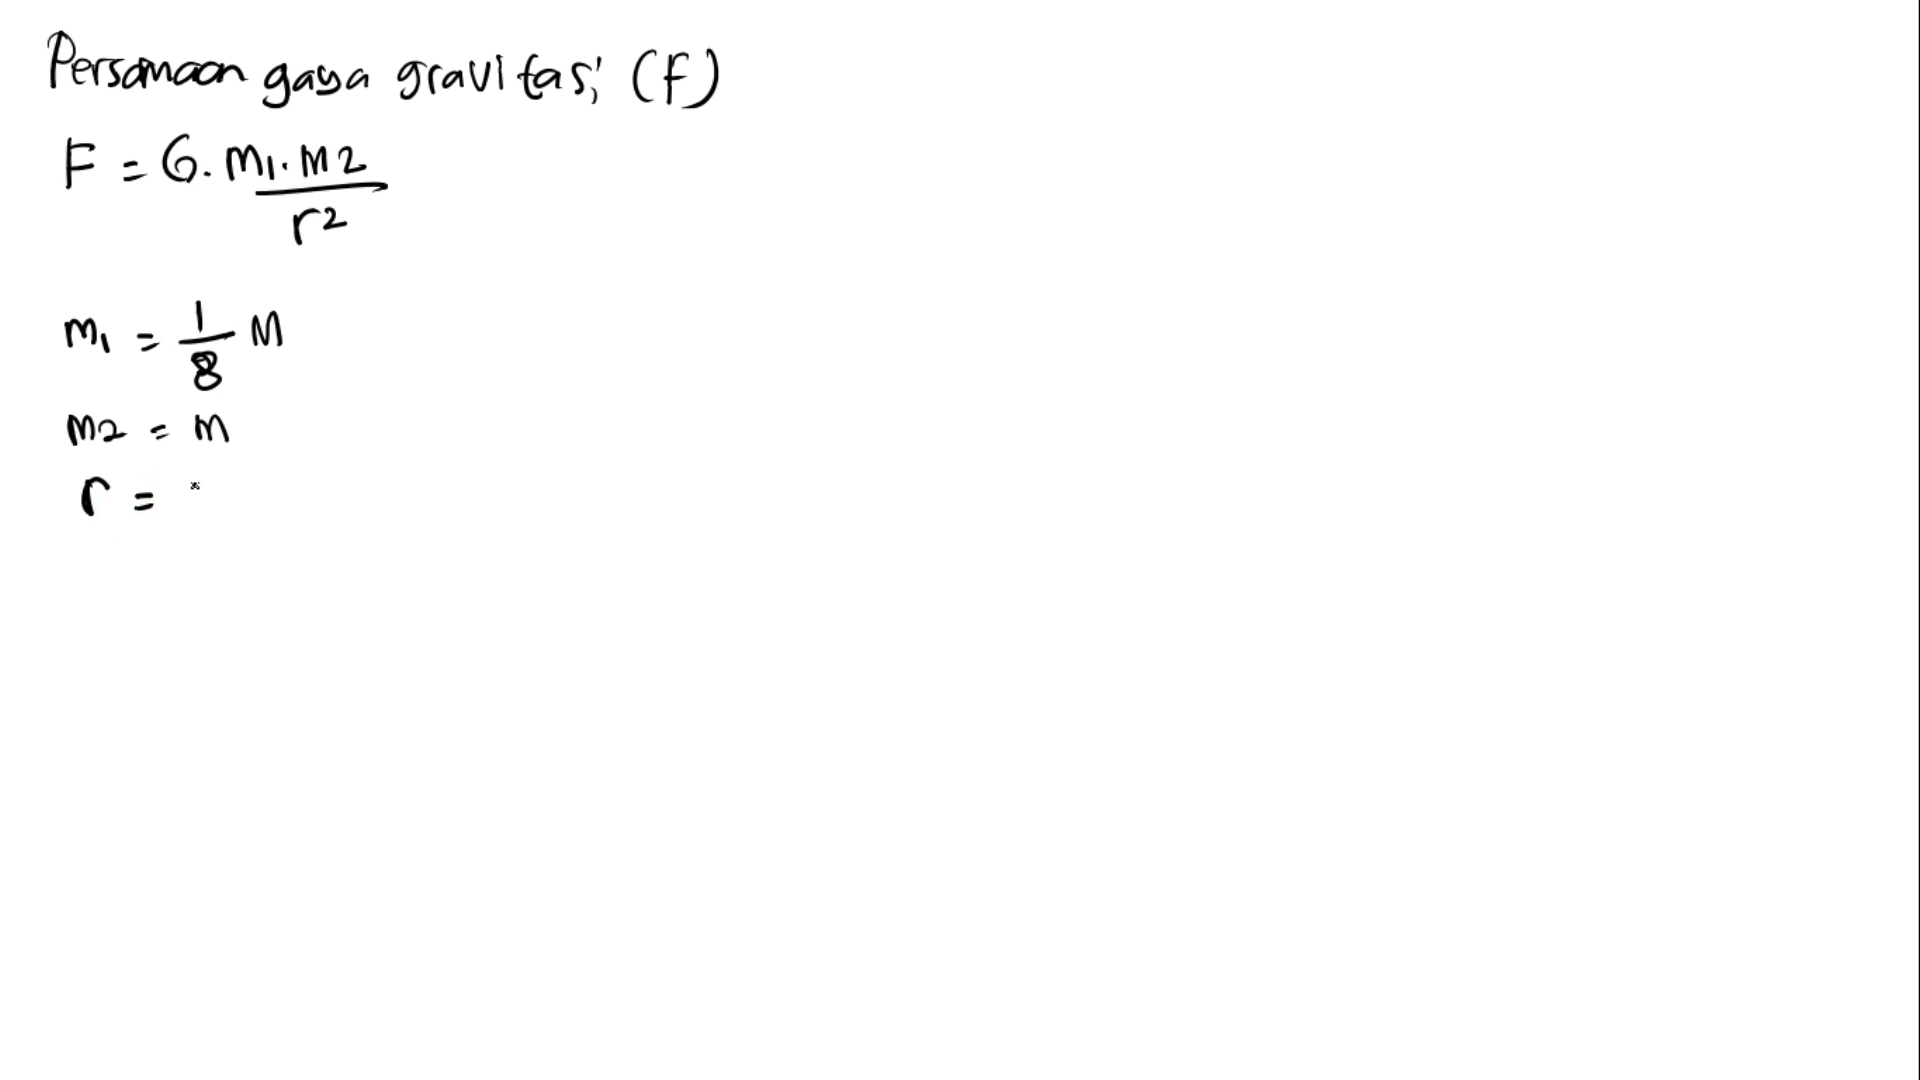 Persamaan gaya gravitasi (F)
F = G. m1.m2
r2
m1 = 1/8 M
m2 = m
r =